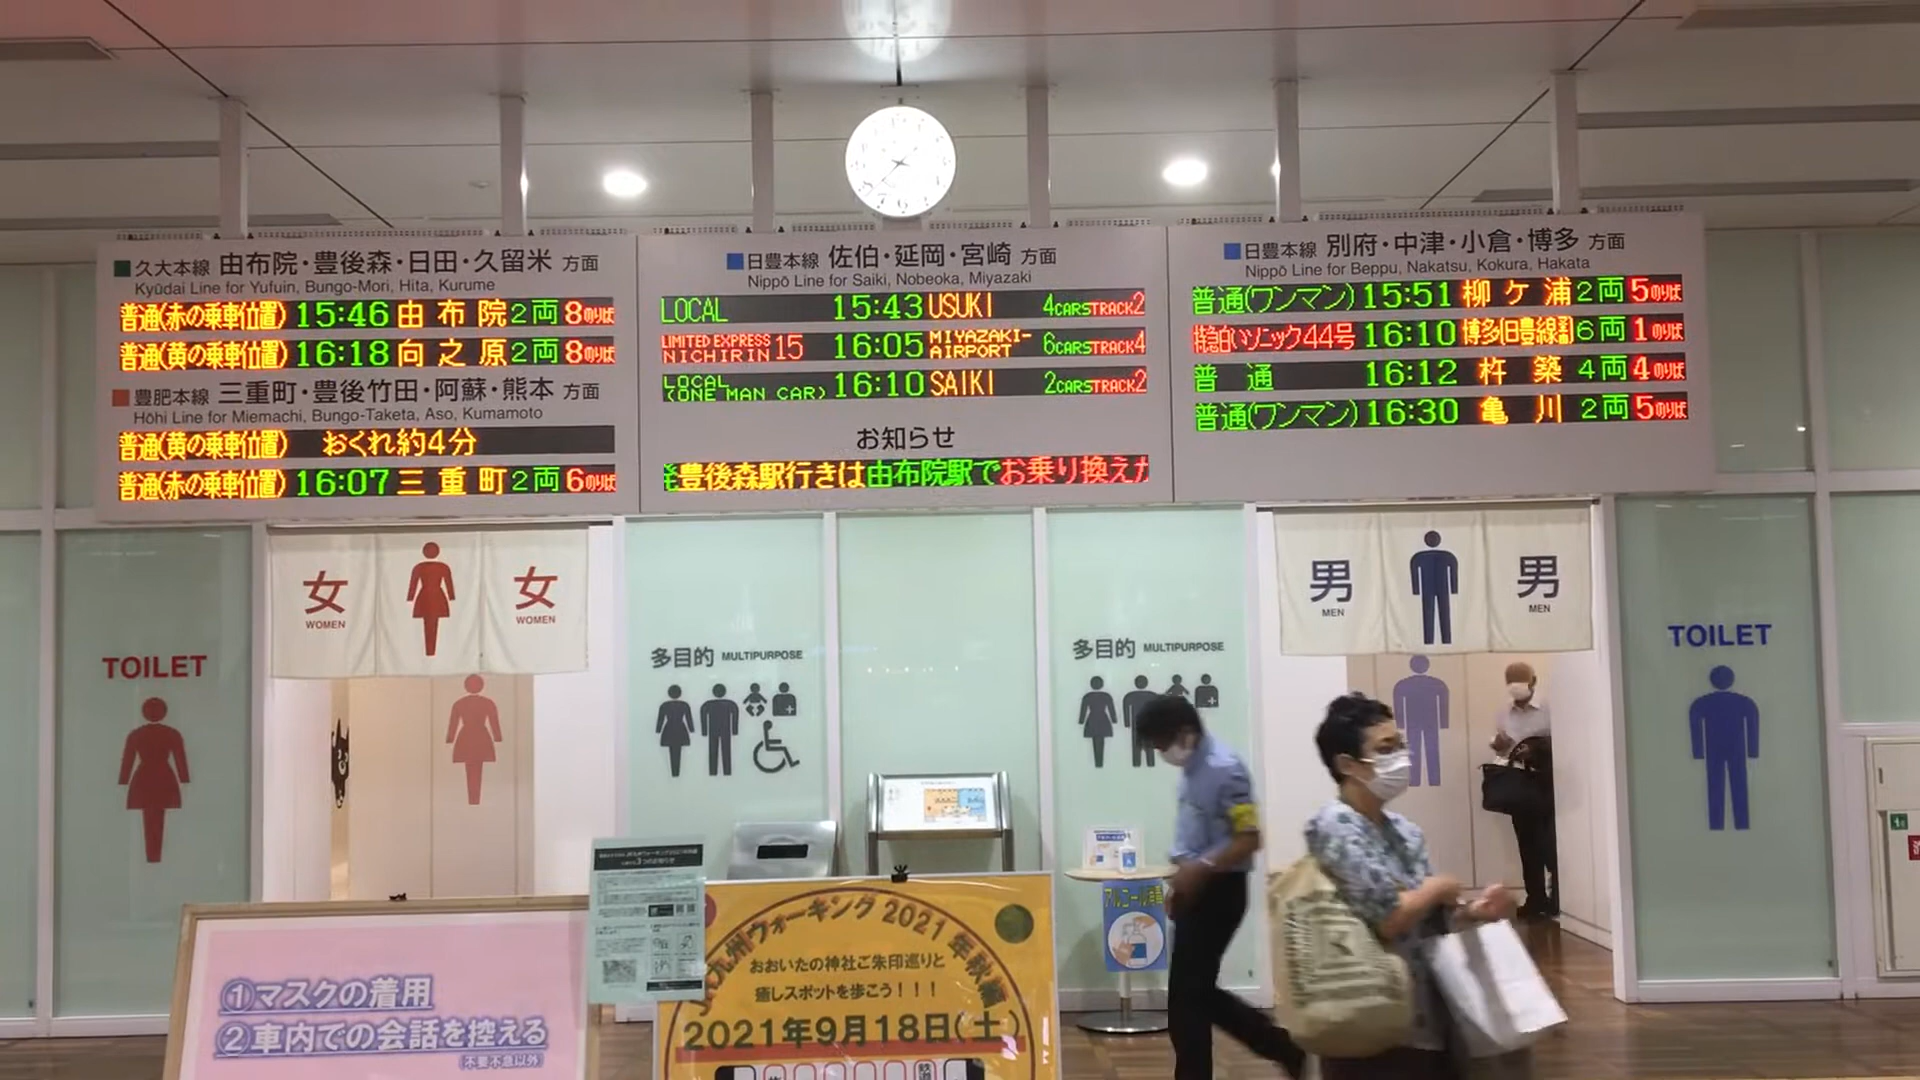 久大本線 由布院・豊後森・日田・久留米 方面
Kyūdai Line for Yufuin, Bungo-Mori, Hita, Kurume
普通(赤の乗車位置) 15:46 由布院 2両 8のりば
普通(黄の乗車位置) 16:18 向之原 2両 8のりば
豊肥本線 三重町・豊後竹田・阿蘇・熊本 方面
Hōhi Line for Miemachi, Bungo-Taketa, Aso, Kumamoto
普通(黄の乗車位置) おくれ約4分
普通(赤の乗車位置) 16:07 三重町 2両 6のりば
日豊本線 佐伯・延岡・宮崎 方面
Nippō Line for Saiki, Nobeoka, Miyazaki
LOCAL 15:43 USUKI 4CARS TRACK2
LIMITED EXPRESS NICHIRIN 15 16:05 MIYAZAKI-AIRPORT 6CARS TRACK4
LOCAL (ONE MAN CAR) 16:10 SAIKI 2CARS TRACK2
お知らせ
豊後森駅行きは由布院駅でお乗り換えが
日豊本線 別府・中津・小倉・博多 方面
Nippō Line for Beppu, Nakatsu, Kokura, Hakata
普通(ワンマン) 15:51 柳ケ浦 2両 5のりば
特急白いソニック44号 16:10 博多(日豊線回) 6両 1のりば
普通 16:12 杵築 4両 4のりば
普通(ワンマン) 16:30 亀川 2両 5のりば
女 女
WOMEN WOMEN
男 男
MEN MEN
TOILET
多目的 MULTIPURPOSE
多目的 MULTIPURPOSE
TOILET
①マスクの着用
②車内での会話を控える
(不要不急以外)
九州ウォーキング 2021 年秋編
おおいたの神社ご朱印巡りと
癒しスポットを歩こう!!!
2021年9月18日(土)
アルコール消毒